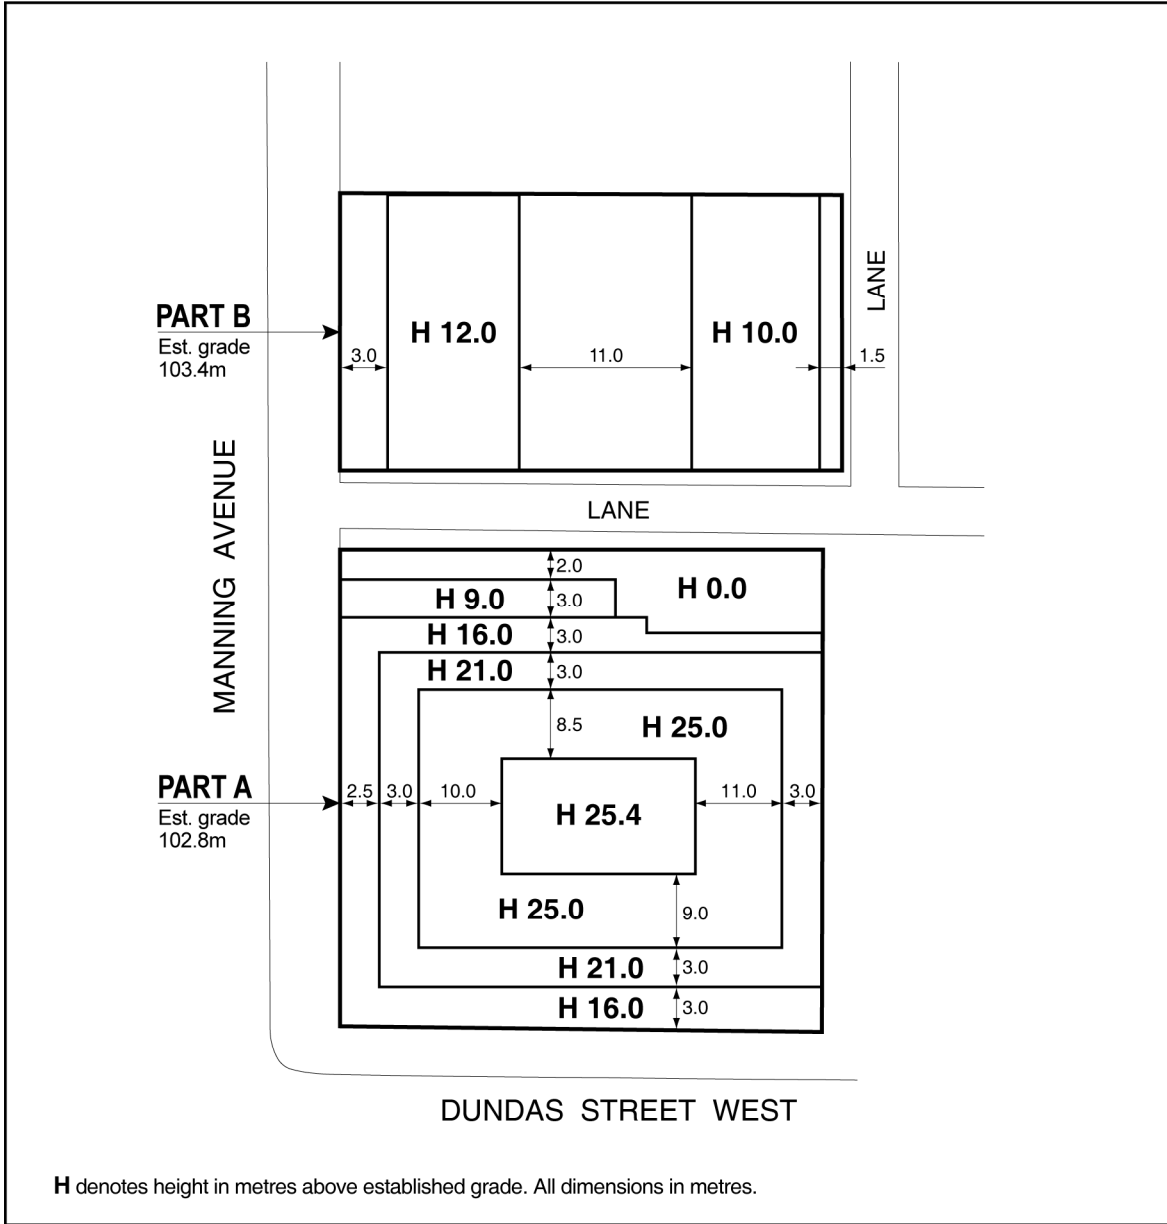 PART B
Est. grade
103.4m
H 12.0
H 10.0
3.0
11.0
1.5
LANE
MANNING AVENUE
LANE
2.0
H 0.0
H 9.0
3.0
H 16.0
3.0
H 21.0
3.0
8.5
H 25.0
PART A
Est. grade
102.8m
2.5
3.0
10.0
H 25.4
11.0
3.0
H 25.0
9.0
H 21.0
3.0
H 16.0
3.0
DUNDAS STREET WEST
H denotes height in metres above established grade. All dimensions in metres.